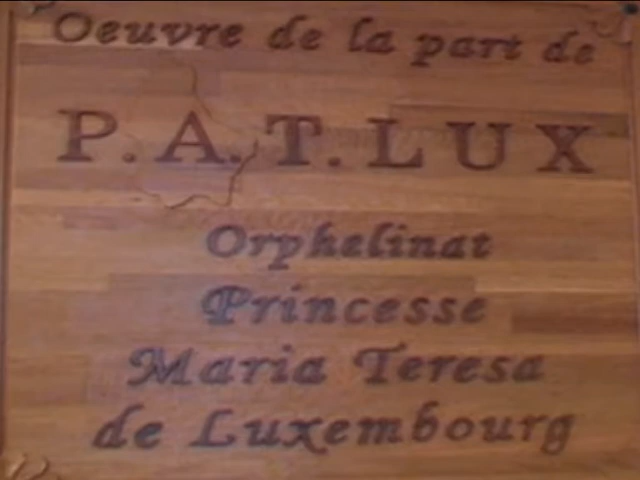 Oeuvre de la part de
P.A.T.LUX
Orphelinat
Princesse
Maria Teresa
de Luxembourg